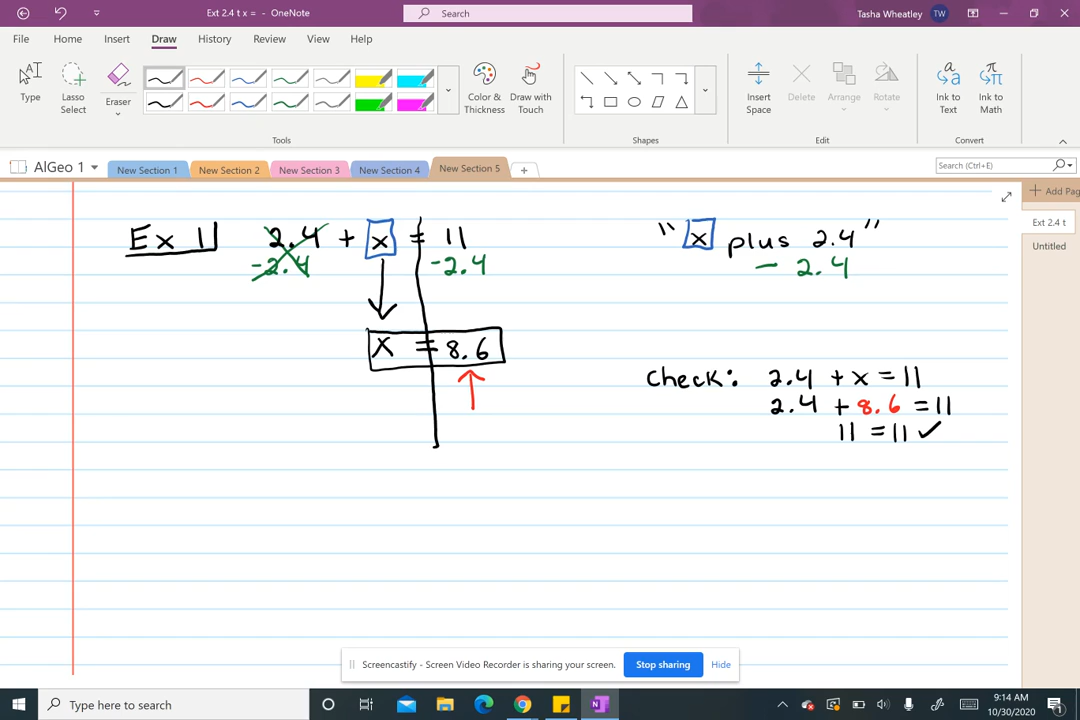 Ext 2.4 t x = - OneNote
Search
Tasha Wheatley
TW
File
Home
Insert
Draw
History
Review
View
Help
Type
Lasso Select
Eraser
Color & Thickness
Draw with Touch
Insert Space
Delete
Arrange
Rotate
Ink to Text
Ink to Math
Tools
Shapes
Edit
Convert
AlGeo 1
New Section 1
New Section 2
New Section 3
New Section 4
New Section 5
Search (Ctrl+E)
Add Pag
Ext 2.4 t
Untitled
Ex 1 2.4 + x = 11
-2.4 -2.4
x = 8.6
"x plus 2.4"
- 2.4
Check: 2.4 + x = 11
2.4 + 8.6 = 11
11 = 11 ✓
Screencastify - Screen Video Recorder is sharing your screen.
Stop sharing
Hide
Type here to search
9:14 AM
10/30/2020
1